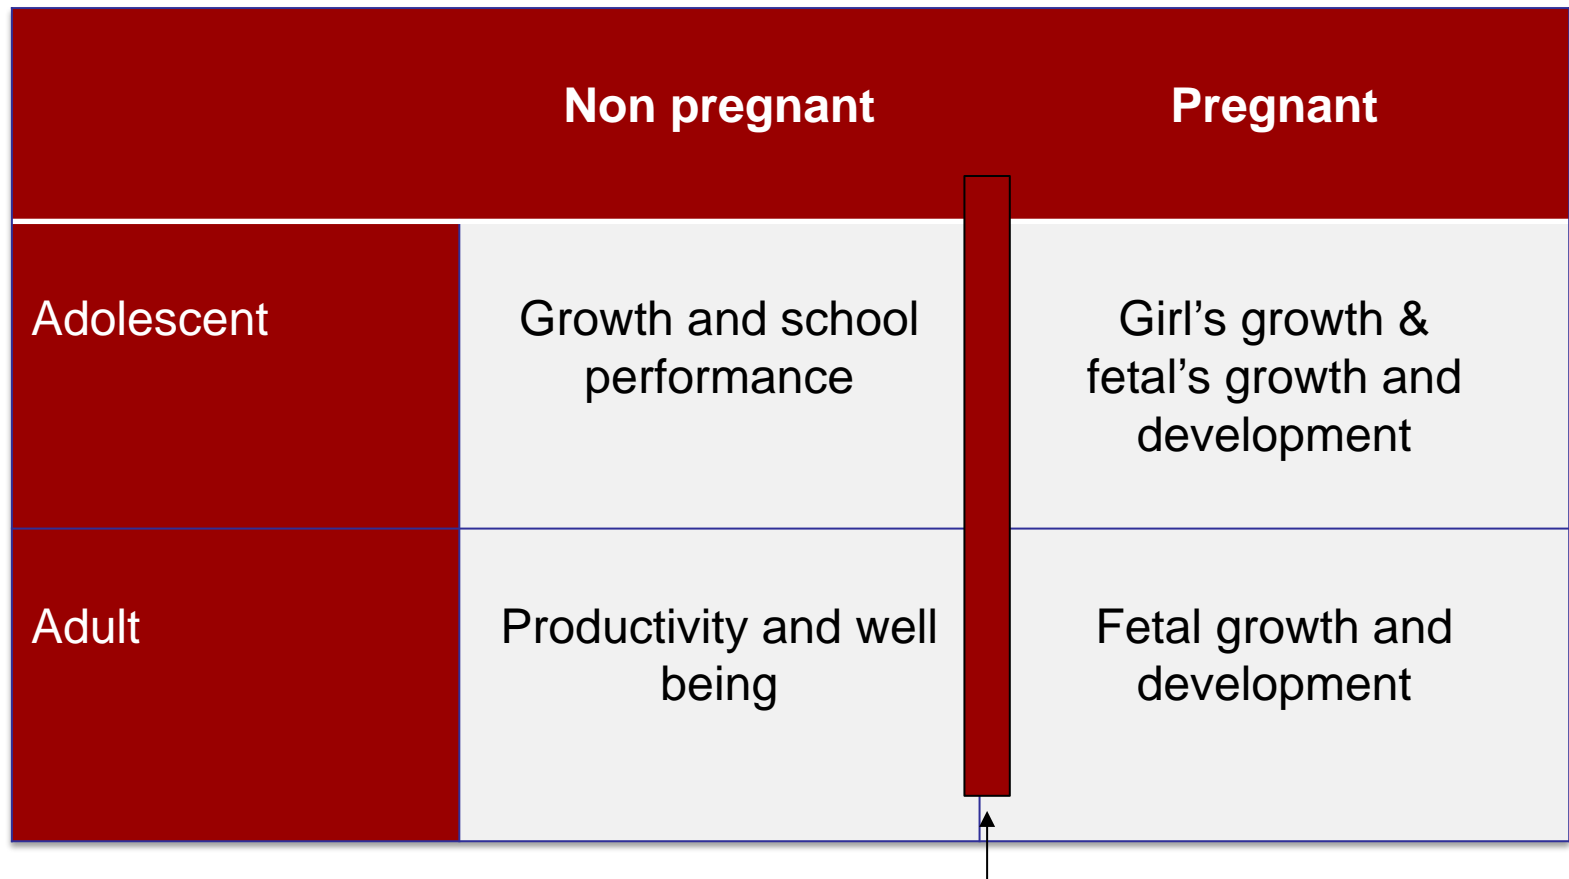 Non pregnant
Pregnant
Adolescent
Growth and school
performance
Girl’s growth &
fetal’s growth and
development
Adult
Productivity and well
being
Fetal growth and
development